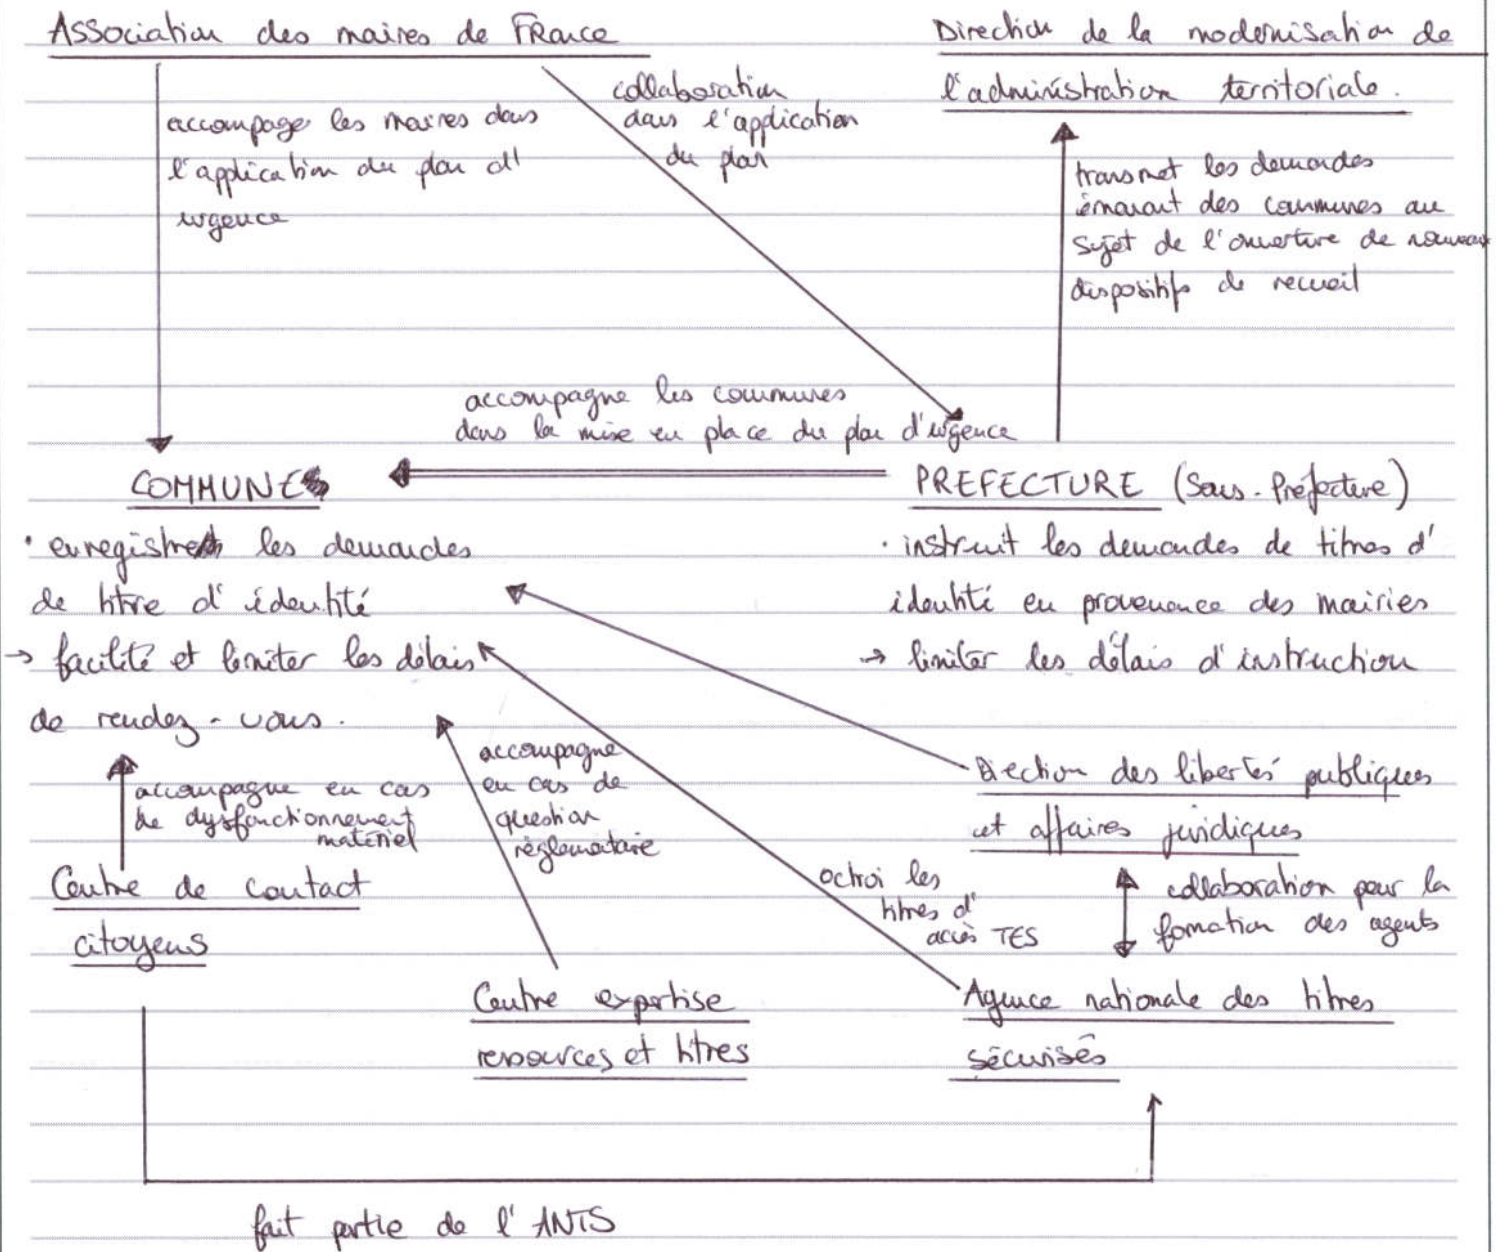 Association des maires de France
Direction de la modernisation de
l'administration territoriale.
accompage les maires dans
l'application du plan d'
urgence
collaboration
dans l'application
du plan
transmet les demandes
émanant des communes au
sujet de l'ouverture de nouveaux
dispositifs de recueil
accompagne les communes
dans la mise en place du plan d'urgence
COMMUNE
• enregistre les demandes
de titre d'identité
→ facilité et limiter les délais
de rendez-vous.
PREFECTURE (Sous-Préfecture)
• instruit les demandes de titres d'
identité en provenance des mairies
→ limiter les délais d'instruction
accompagne en cas
de dysfonctionnement
matériel
Centre de contact
citoyens
accompagne
en cas de
question
réglementaire
Centre expertise
ressources et titres
octroi les
titres d'
accès TES
Direction des libertés publiques
et affaires juridiques
collaboration pour la
formation des agents
Agence nationale des titres
sécurisés
fait partie de l'ANTS